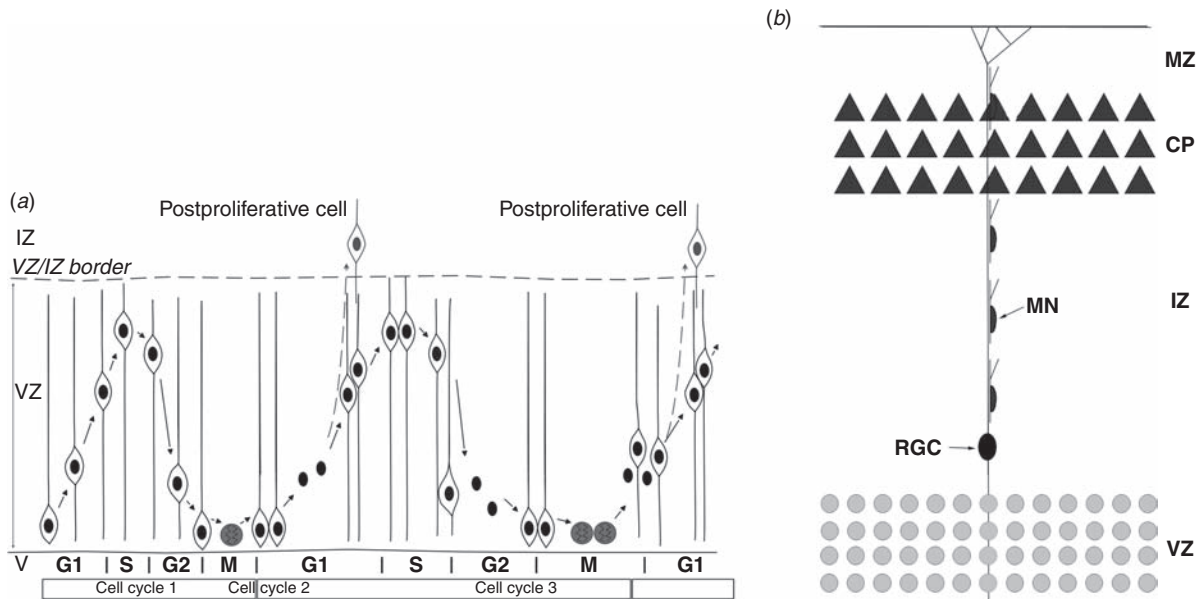 (a)
Postproliferative cell
Postproliferative cell
IZ
VZ/IZ border
VZ
V G1 S G2 M G1 S G2 M G1
Cell cycle 1 Cell cycle 2 Cell cycle 3
(b)
MZ
CP
MN
IZ
RGC
VZ